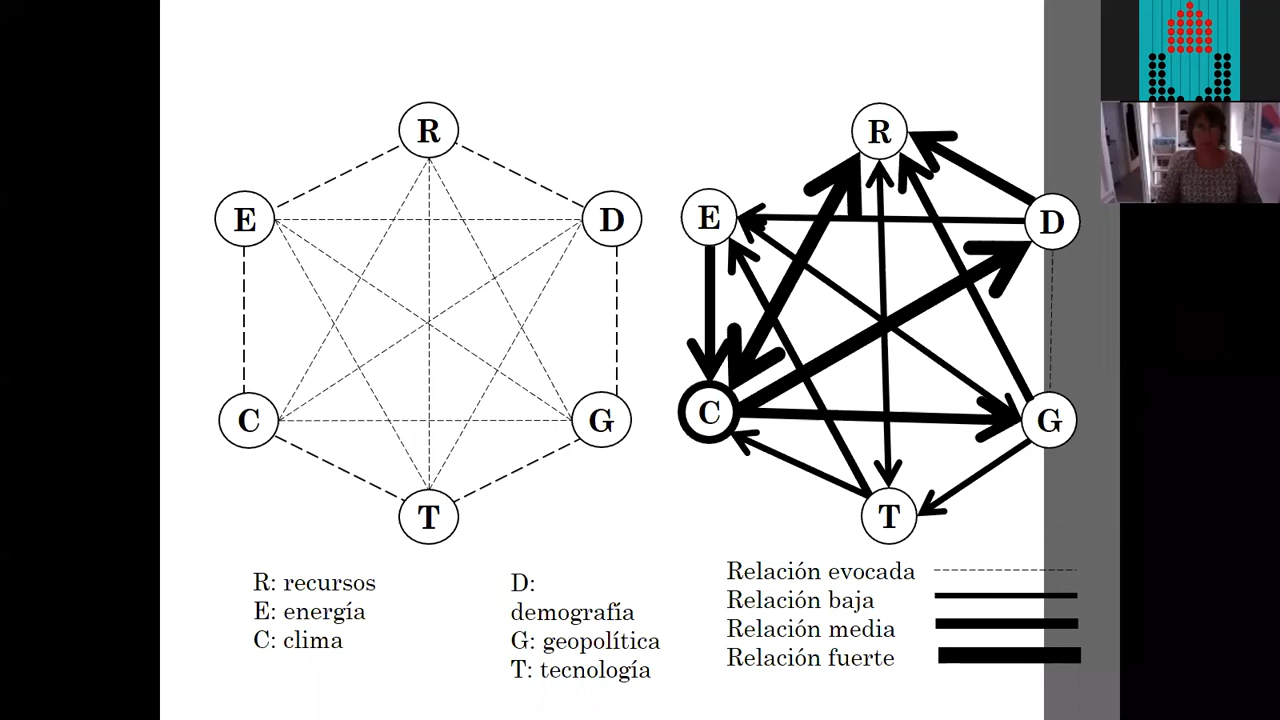 R
E
D
C
G
T
R
E
D
C
G
T
R: recursos
E: energía
C: clima
D:
demografía
G: geopolítica
T: tecnología
Relación evocada
Relación baja
Relación media
Relación fuerte